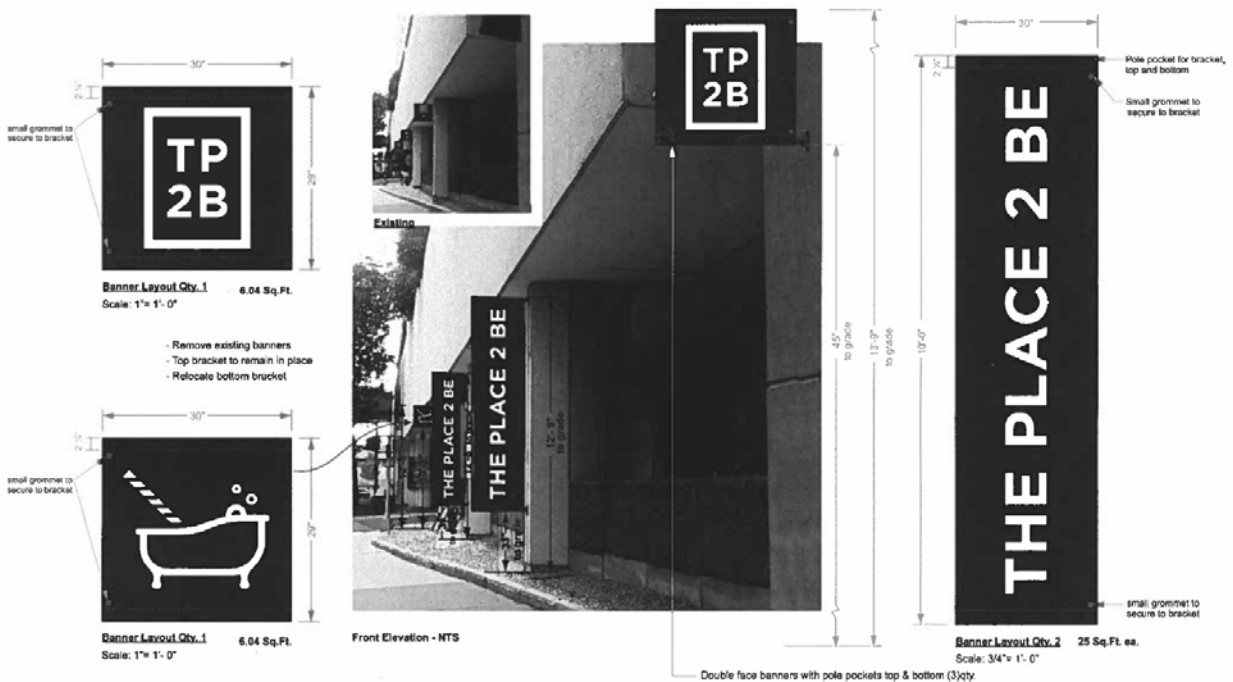 30"
2 ½"
small grommet to
secure to bracket
TP
2B
29"
Banner Layout Qty. 1
6.04 Sq.Ft.
Scale: 1"= 1'- 0"
- Remove existing banners
- Top bracket to remain in place
- Relocate bottom bracket
30"
small grommet to
secure to bracket
29"
Banner Layout Qty. 1
6.04 Sq.Ft.
Scale: 1"= 1'- 0"
Existing
TP
2B
THE PLACE 2 BE
THE PLACE 2 BE
12'- 9"
to grade
to grade
45"
to grade
13'-9"
to grade
Front Elevation - NTS
Double face banners with pole pockets top & bottom (3)qty.
30"
Pole pocket for bracket,
top and bottom
Small grommet to
secure to bracket
THE PLACE 2 BE
small grommet to
secure to bracket
Banner Layout Qty. 2
25 Sq.Ft. ea.
Scale: 3/4"= 1'- 0"